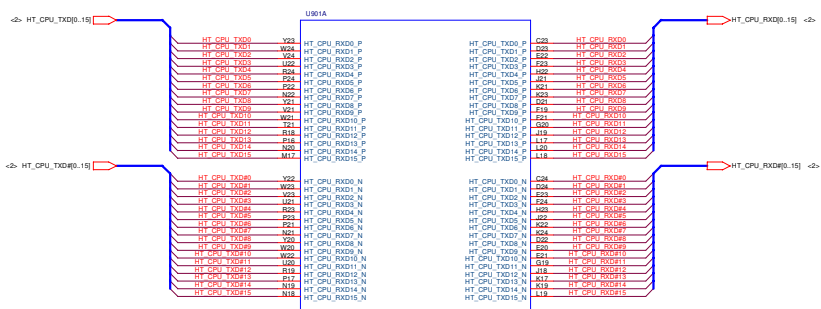 U901A
<2> HT_CPU_TXD[0..15] HT_CPU_RXD[0..15] <2>
HT_CPU_TXD0 Y23 HT_CPU_RXD0_P HT_CPU_TXD0_P C23 HT_CPU_RXD0
HT_CPU_TXD1 W24 HT_CPU_RXD1_P HT_CPU_TXD1_P D23 HT_CPU_RXD1
HT_CPU_TXD2 V24 HT_CPU_RXD2_P HT_CPU_TXD2_P E22 HT_CPU_RXD2
HT_CPU_TXD3 U22 HT_CPU_RXD3_P HT_CPU_TXD3_P F23 HT_CPU_RXD3
HT_CPU_TXD4 R24 HT_CPU_RXD4_P HT_CPU_TXD4_P H22 HT_CPU_RXD4
HT_CPU_TXD5 P24 HT_CPU_RXD5_P HT_CPU_TXD5_P J21 HT_CPU_RXD5
HT_CPU_TXD6 P22 HT_CPU_RXD6_P HT_CPU_TXD6_P K21 HT_CPU_RXD6
HT_CPU_TXD7 N22 HT_CPU_RXD7_P HT_CPU_TXD7_P K23 HT_CPU_RXD7
HT_CPU_TXD8 Y21 HT_CPU_RXD8_P HT_CPU_TXD8_P D21 HT_CPU_RXD8
HT_CPU_TXD9 V21 HT_CPU_RXD9_P HT_CPU_TXD9_P F19 HT_CPU_RXD9
HT_CPU_TXD10 W21 HT_CPU_RXD10_P HT_CPU_TXD10_P F21 HT_CPU_RXD10
HT_CPU_TXD11 T21 HT_CPU_RXD11_P HT_CPU_TXD11_P G20 HT_CPU_RXD11
HT_CPU_TXD12 R18 HT_CPU_RXD12_P HT_CPU_TXD12_P J19 HT_CPU_RXD12
HT_CPU_TXD13 P16 HT_CPU_RXD13_P HT_CPU_TXD13_P L17 HT_CPU_RXD13
HT_CPU_TXD14 N20 HT_CPU_RXD14_P HT_CPU_TXD14_P L20 HT_CPU_RXD14
HT_CPU_TXD15 M17 HT_CPU_RXD15_P HT_CPU_TXD15_P L18 HT_CPU_RXD15
<2> HT_CPU_TXD#[0..15] HT_CPU_RXD#[0..15] <2>
HT_CPU_TXD#0 Y22 HT_CPU_RXD0_N HT_CPU_TXD0_N C24 HT_CPU_RXD#0
HT_CPU_TXD#1 W23 HT_CPU_RXD1_N HT_CPU_TXD1_N D24 HT_CPU_RXD#1
HT_CPU_TXD#2 V23 HT_CPU_RXD2_N HT_CPU_TXD2_N E23 HT_CPU_RXD#2
HT_CPU_TXD#3 U21 HT_CPU_RXD3_N HT_CPU_TXD3_N F24 HT_CPU_RXD#3
HT_CPU_TXD#4 R23 HT_CPU_RXD4_N HT_CPU_TXD4_N H23 HT_CPU_RXD#4
HT_CPU_TXD#5 P23 HT_CPU_RXD5_N HT_CPU_TXD5_N J22 HT_CPU_RXD#5
HT_CPU_TXD#6 P21 HT_CPU_RXD6_N HT_CPU_TXD6_N K22 HT_CPU_RXD#6
HT_CPU_TXD#7 N21 HT_CPU_RXD7_N HT_CPU_TXD7_N K24 HT_CPU_RXD#7
HT_CPU_TXD#8 Y20 HT_CPU_RXD8_N HT_CPU_TXD8_N D22 HT_CPU_RXD#8
HT_CPU_TXD#9 W20 HT_CPU_RXD9_N HT_CPU_TXD9_N E20 HT_CPU_RXD#9
HT_CPU_TXD#10 W22 HT_CPU_RXD10_N HT_CPU_TXD10_N E21 HT_CPU_RXD#10
HT_CPU_TXD#11 U20 HT_CPU_RXD11_N HT_CPU_TXD11_N G19 HT_CPU_RXD#11
HT_CPU_TXD#12 R19 HT_CPU_RXD12_N HT_CPU_TXD12_N J18 HT_CPU_RXD#12
HT_CPU_TXD#13 P17 HT_CPU_RXD13_N HT_CPU_TXD13_N K17 HT_CPU_RXD#13
HT_CPU_TXD#14 N19 HT_CPU_RXD14_N HT_CPU_TXD14_N K19 HT_CPU_RXD#14
HT_CPU_TXD#15 N18 HT_CPU_RXD15_N HT_CPU_TXD15_N L19 HT_CPU_RXD#15